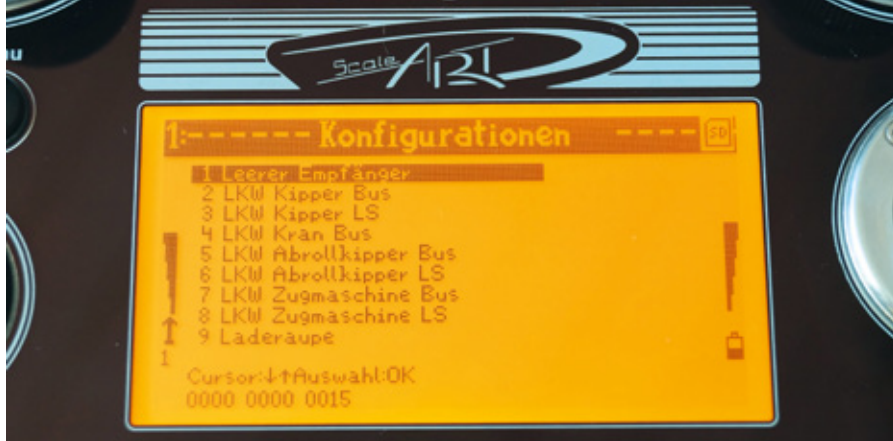 u
Scale ART
1:------ Konfigurationen ---- SD
1 Leerer Empfänger
2 LKW Kipper Bus
3 LKW Kipper LS
4 LKW Kran Bus
5 LKW Abrollkipper Bus
6 LKW Abrollkipper LS
7 LKW Zugmaschine Bus
8 LKW Zugmaschine LS
9 Laderaupe
1
Cursor:↓↑Auswahl:OK
0000 0000 0015